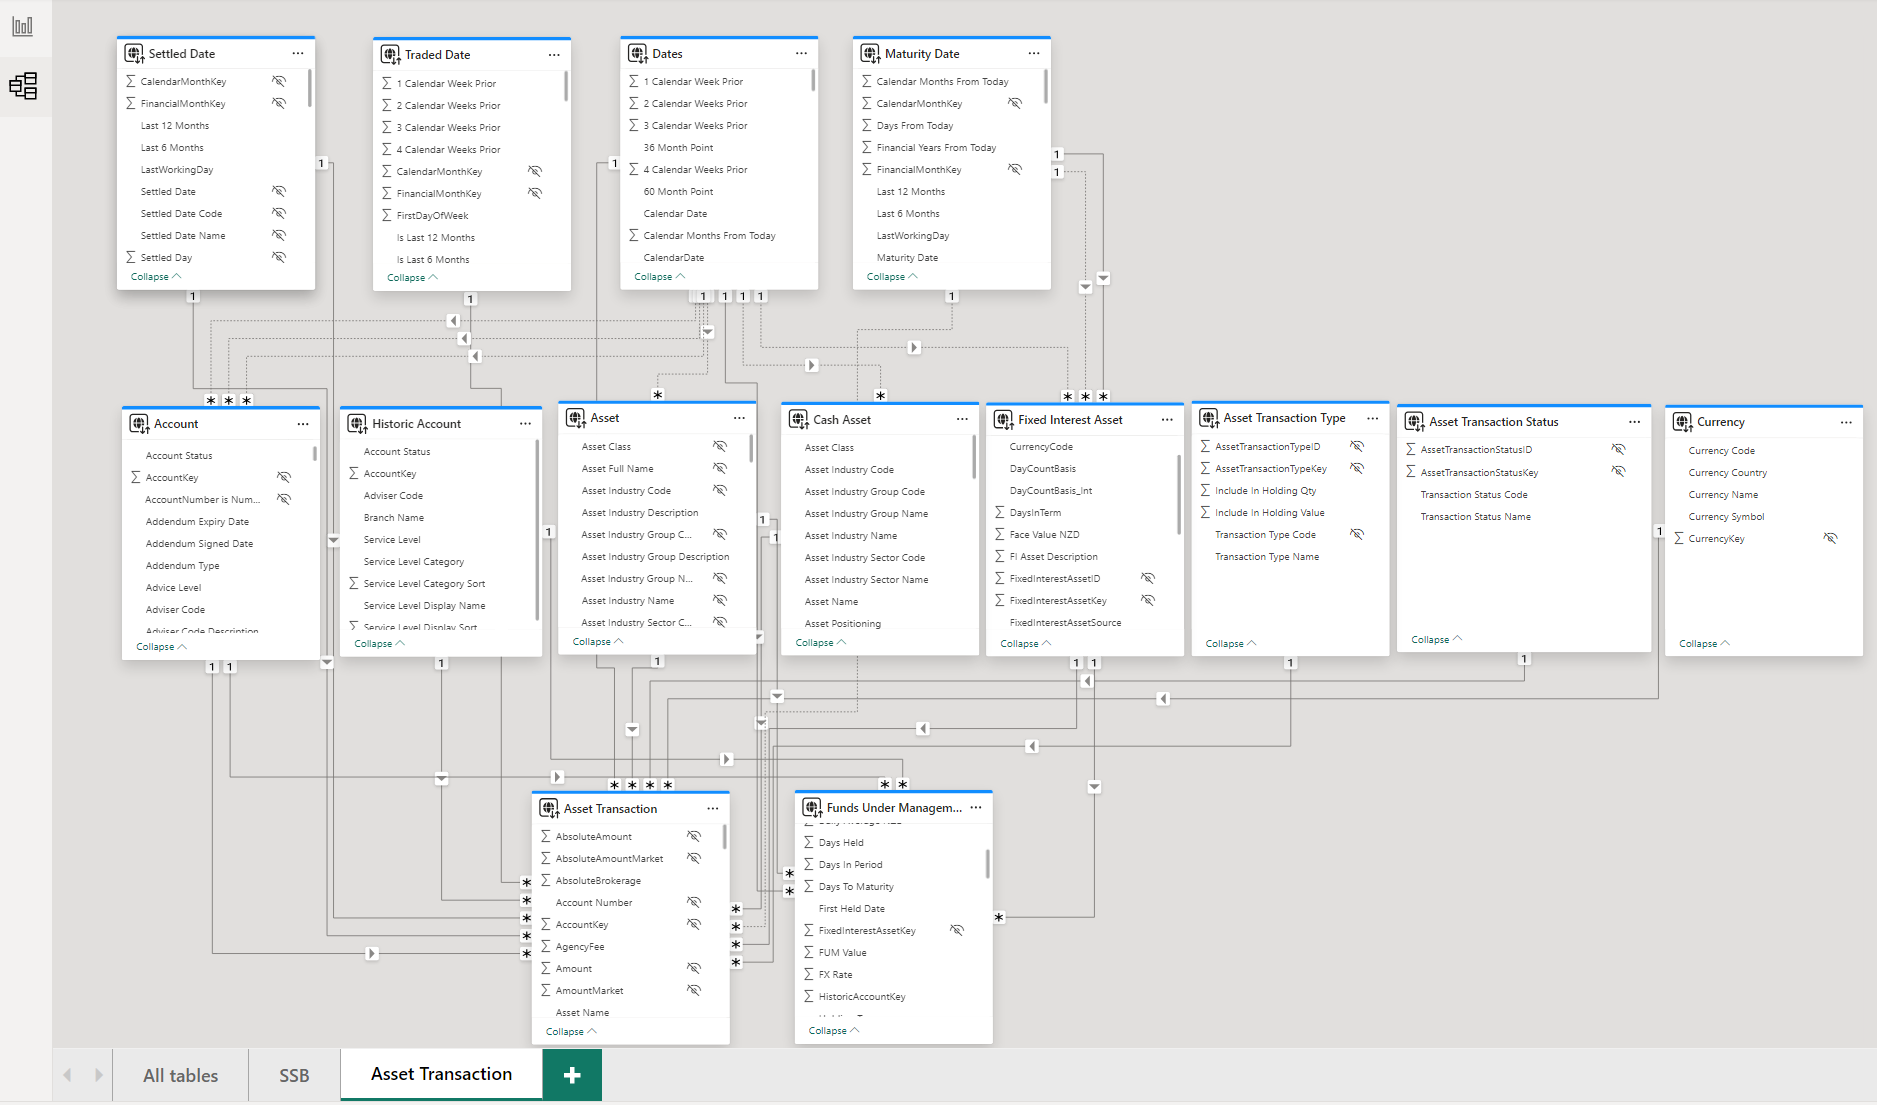 Settled Date
CalendarMonthKey
FinancialMonthKey
Last 12 Months
Last 6 Months
LastWorkingDay
Settled Date
Settled Date Code
Settled Date Name
Settled Day
Collapse
Traded Date
1 Calendar Week Prior
2 Calendar Weeks Prior
3 Calendar Weeks Prior
4 Calendar Weeks Prior
CalendarMonthKey
FinancialMonthKey
FirstDayOfWeek
Is Last 12 Months
Is Last 6 Months
Collapse
Dates
1 Calendar Week Prior
2 Calendar Weeks Prior
3 Calendar Weeks Prior
36 Month Point
4 Calendar Weeks Prior
60 Month Point
Calendar Date
Calendar Months From Today
CalendarDate
Collapse
Maturity Date
Calendar Months From Today
CalendarMonthKey
Days From Today
Financial Years From Today
FinancialMonthKey
Last 12 Months
Last 6 Months
LastWorkingDay
Maturity Date
Collapse
Account
Account Status
AccountKey
AccountNumber is Num...
Addendum Expiry Date
Addendum Signed Date
Addendum Type
Advice Level
Adviser Code
Adviser Code Description
Collapse
Historic Account
Account Status
AccountKey
Adviser Code
Branch Name
Service Level
Service Level Category
Service Level Category Sort
Service Level Display Name
Service Level Display Sort
Collapse
Asset
Asset Class
Asset Full Name
Asset Industry Code
Asset Industry Description
Asset Industry Group C...
Asset Industry Group Description
Asset Industry Group N...
Asset Industry Name
Asset Industry Sector C...
Collapse
Cash Asset
Asset Class
Asset Industry Code
Asset Industry Group Code
Asset Industry Group Name
Asset Industry Name
Asset Industry Sector Code
Asset Industry Sector Name
Asset Name
Asset Positioning
Collapse
Fixed Interest Asset
CurrencyCode
DayCountBasis
DayCountBasis_Int
DaysInTerm
Face Value NZD
FI Asset Description
FixedInterestAssetID
FixedInterestAssetKey
FixedInterestAssetSource
Collapse
Asset Transaction Type
AssetTransactionTypeID
AssetTransactionTypeKey
Include In Holding Qty
Include In Holding Value
Transaction Type Code
Transaction Type Name
Collapse
Asset Transaction Status
AssetTransactionStatusID
AssetTransactionStatusKey
Transaction Status Code
Transaction Status Name
Collapse
Currency
Currency Code
Currency Country
Currency Name
Currency Symbol
CurrencyKey
Collapse
Asset Transaction
AbsoluteAmount
AbsoluteAmountMarket
AbsoluteBrokerage
Account Number
AccountKey
AgencyFee
Amount
AmountMarket
Asset Name
Collapse
Funds Under Managem...
Days Held
Days In Period
Days To Maturity
First Held Date
FixedInterestAssetKey
FUM Value
FX Rate
HistoricAccountKey
Collapse
All tables
SSB
Asset Transaction